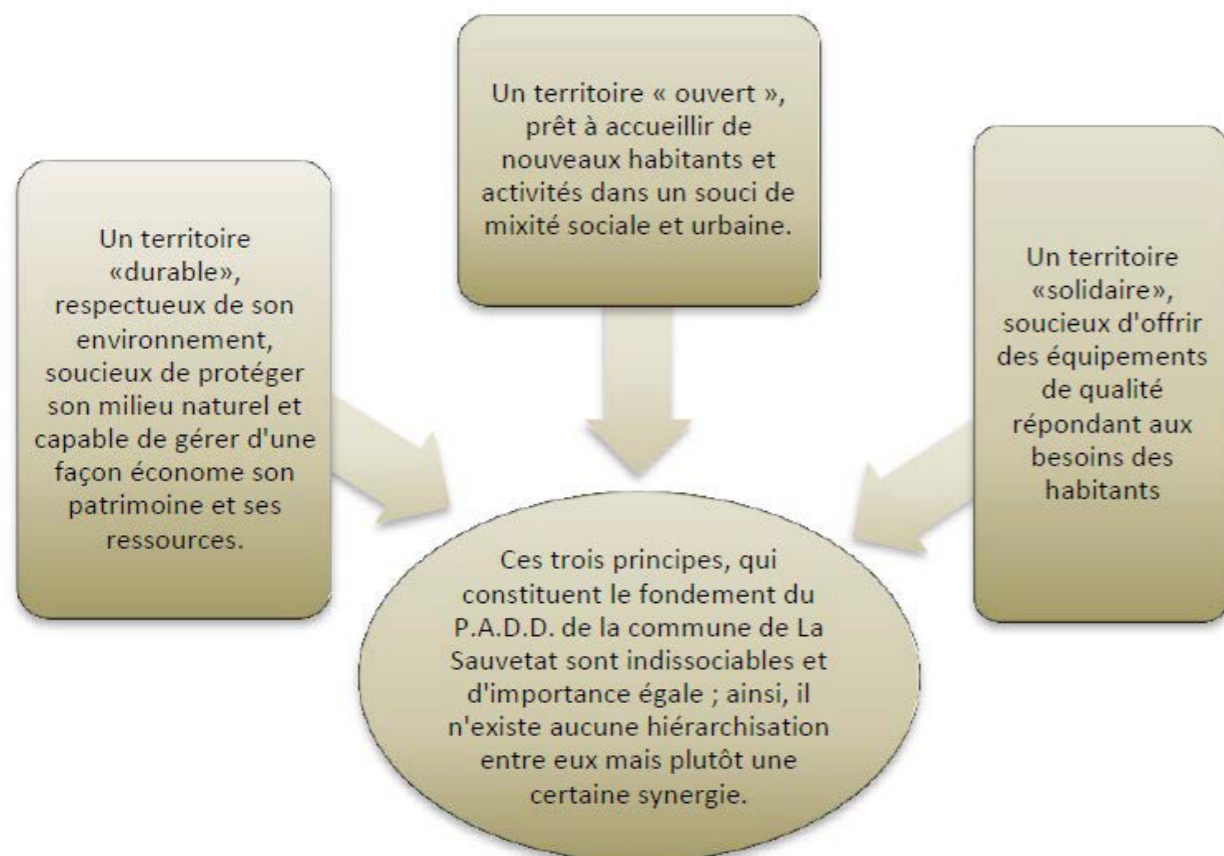 Un territoire
«durable»,
respectueux de son
environnement,
soucieux de protéger
son milieu naturel et
capable de gérer d'une
façon économe son
patrimoine et ses
ressources.
Un territoire « ouvert »,
prêt à accueillir de
nouveaux habitants et
activités dans un souci de
mixité sociale et urbaine.
Un territoire
«solidaire»,
soucieux d'offrir
des équipements
de qualité
répondant aux
besoins des
habitants
Ces trois principes, qui
constituent le fondement du
P.A.D.D. de la commune de La
Sauvetat sont indissociables et
d'importance égale ; ainsi, il
n'existe aucune hiérarchisation
entre eux mais plutôt une
certaine synergie.